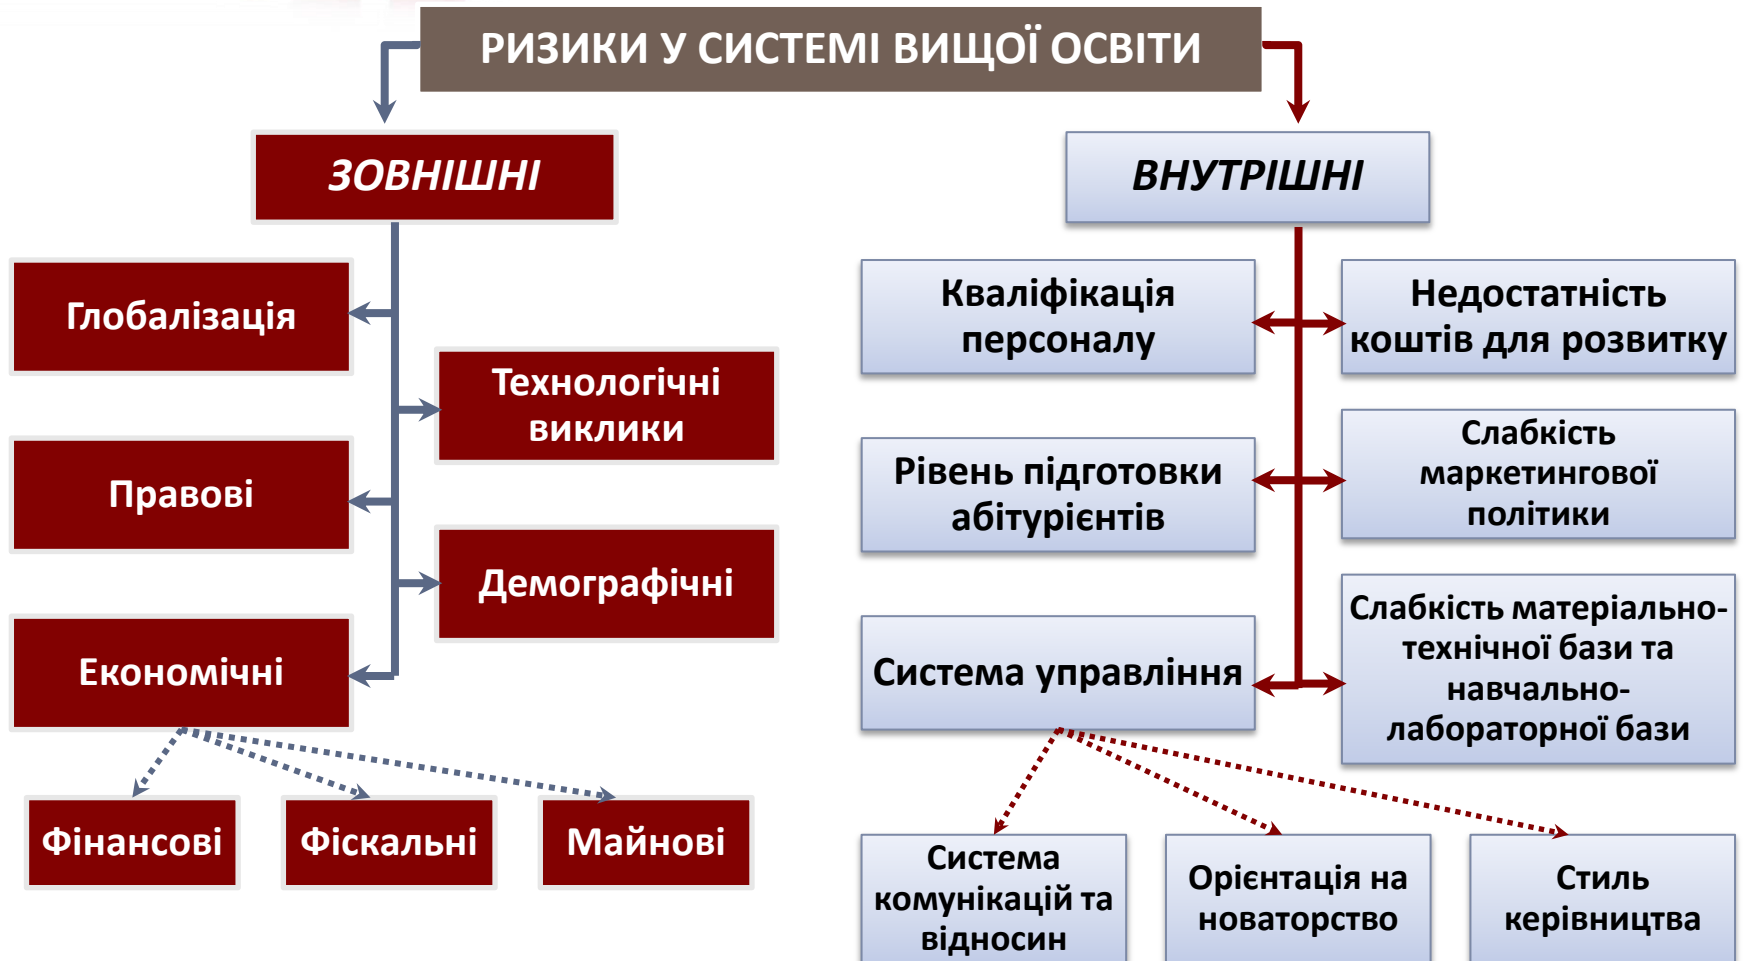 РИЗИКИ У СИСТЕМІ ВИЩОЇ ОСВІТИ
ЗОВНІШНІ
Глобалізація
Технологічні
виклики
Правові
Демографічні
Економічні
Фінансові
Фіскальні
Майнові
ВНУТРІШНІ
Кваліфікація
персоналу
Недостатність
коштів для розвитку
Рівень підготовки
абітурієнтів
Слабкість
маркетингової
політики
Система управління
Слабкість матеріально-
технічної бази та
навчально-
лабораторної бази
Система
комунікацій та
відносин
Орієнтація на
новаторство
Стиль
керівництва